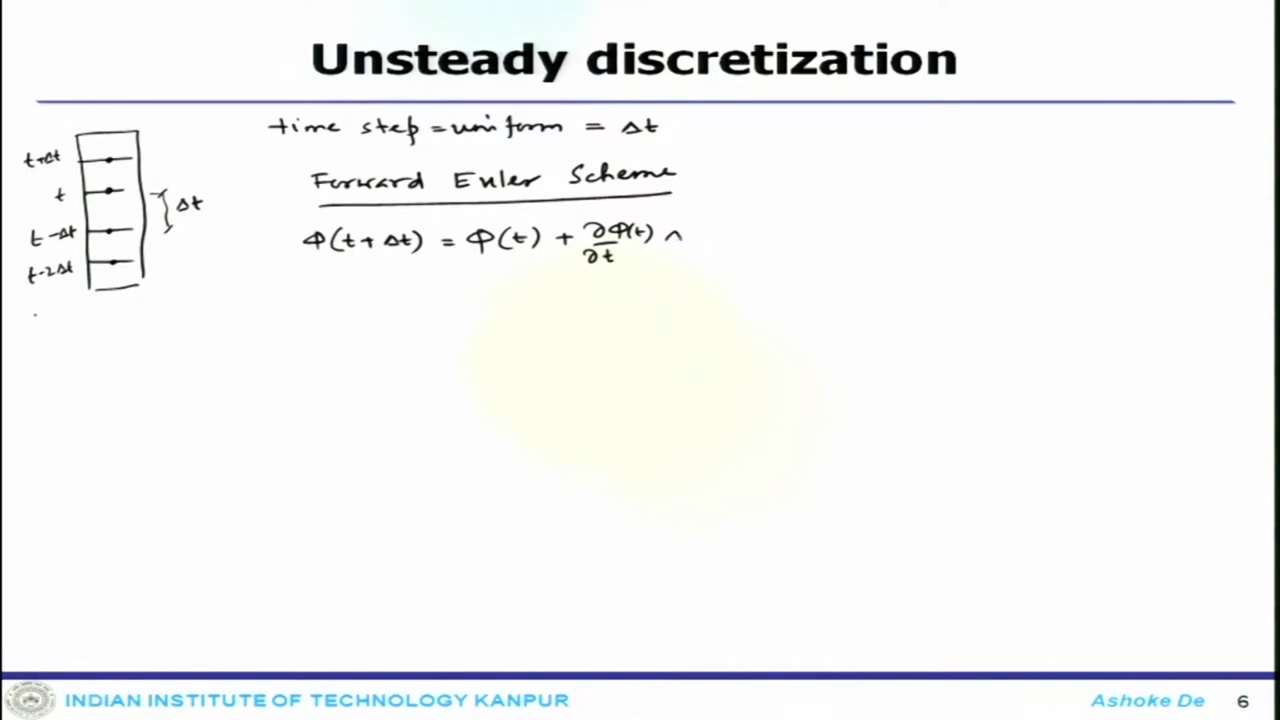 Unsteady discretization
time step = uniform = Δt
Forward Euler Scheme
φ(t+Δt) = φ(t) + ∂φ(t)/∂t
t+Δt
t
t-Δt
t-2Δt
Δt
INDIAN INSTITUTE OF TECHNOLOGY KANPUR
Ashoke De 6